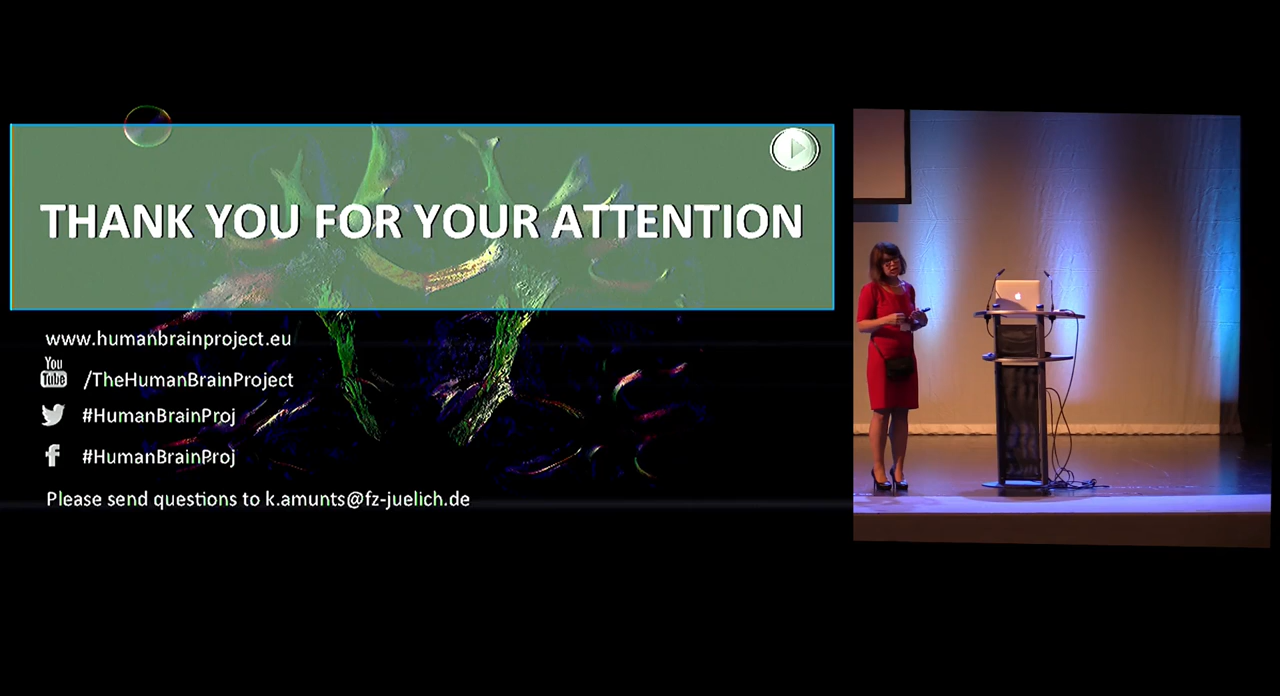 THANK YOU FOR YOUR ATTENTION
www.humanbrainproject.eu
You
Tube /TheHumanBrainProject
#HumanBrainProj
f #HumanBrainProj
Please send questions to k.amunts@fz-juelich.de